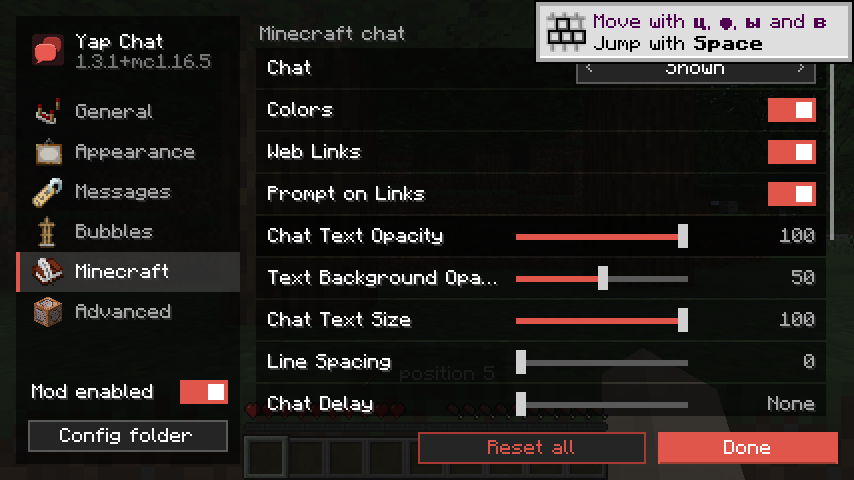 Yap Chat
1.3.1+mc1.16.5
General
Appearance
Messages
Bubbles
Minecraft
Advanced
Mod enabled
Config folder
Minecraft chat
Chat
< Shown >
Colors
Web Links
Prompt on Links
Chat Text Opacity 100
Text Background Opa... 50
Chat Text Size 100
Line Spacing 0
position 5
Chat Delay None
Reset all
Done
Move with ц, ф, ы and в
Jump with Space